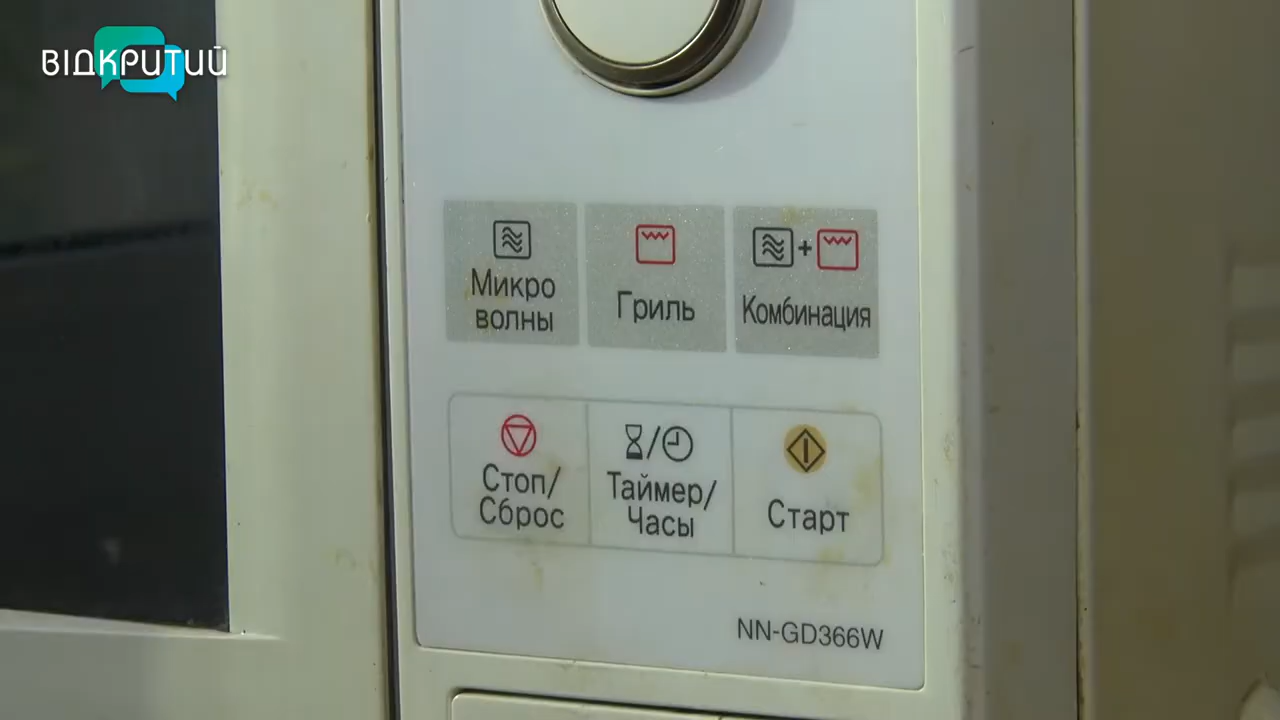 ВІДКРИТИЙ
Микро
волны
Гриль
Комбинация
Стоп/
Сброс
Таймер/
Часы
Старт
NN-GD366W